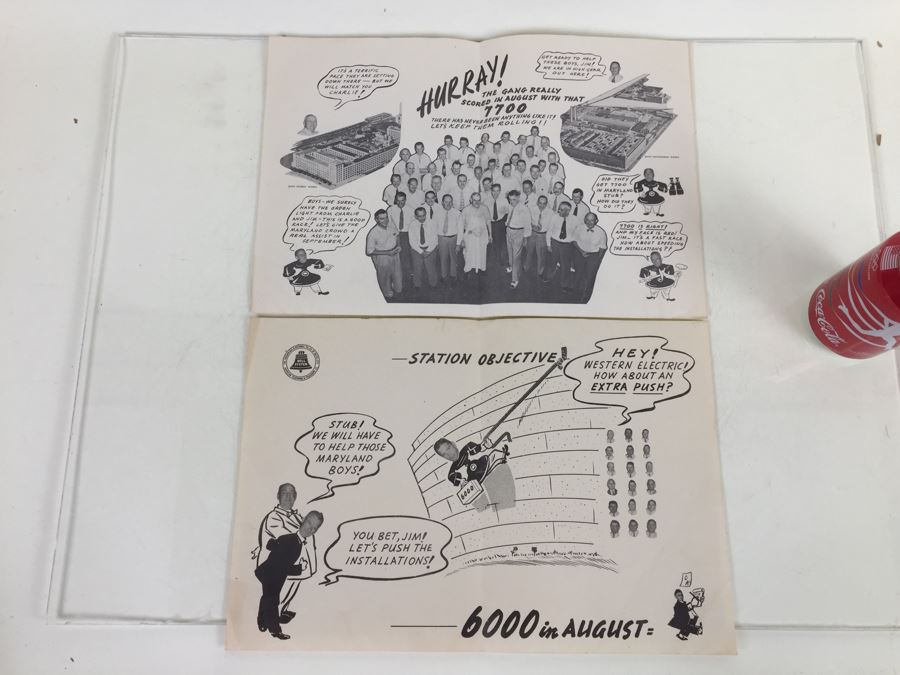 IT'S A TERRIFIC
PACE THEY ARE SETTING
DOWN THERE — BUT WE
WILL MATCH YOU
CHARLIE!
HURRAY!
THE GANG REALLY
SCORED IN AUGUST WITH THAT
7700
THERE HAS NEVER BEEN ANYTHING LIKE IT!
LET'S KEEP THEM ROLLING!!
GET READY TO HELP
THESE BOYS, JIM!
WE ARE IN HIGH GEAR
OUT HERE!
DID THEY
GET 7700
IN MARYLAND
STUB?
HOW DID THEY
DO IT?
BOYS - WE SURELY
HAVE THE GREEN
LIGHT FROM CHARLIE
AND JIM - THIS IS A GOOD
RACE! LET'S GIVE THE
MARYLAND CROWD A
REAL ASSIST IN
SEPTEMBER!
7700 IS RIGHT!
AND MY FACE IS RED!
JIM... IT'S A FAST RACE
HOW ABOUT SPEEDING
THE INSTALLATIONS??
SYSTEM
—STATION OBJECTIVE
HEY!
WESTERN ELECTRIC!
HOW ABOUT AN
EXTRA PUSH?
STUB!
WE WILL HAVE
TO HELP THOSE
MARYLAND
BOYS!
6000
YOU BET, JIM!
LET'S PUSH THE
INSTALLATIONS!
—6000 in AUGUST=
Coca-Cola